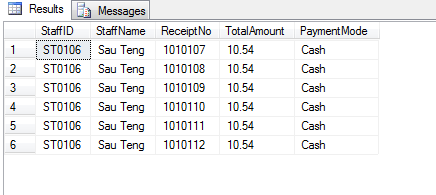 Results Messages
StaffID StaffName ReceiptNo TotalAmount PaymentMode
1 ST0106 Sau Teng 1010107 10.54 Cash
2 ST0106 Sau Teng 1010108 10.54 Cash
3 ST0106 Sau Teng 1010109 10.54 Cash
4 ST0106 Sau Teng 1010110 10.54 Cash
5 ST0106 Sau Teng 1010111 10.54 Cash
6 ST0106 Sau Teng 1010112 10.54 Cash